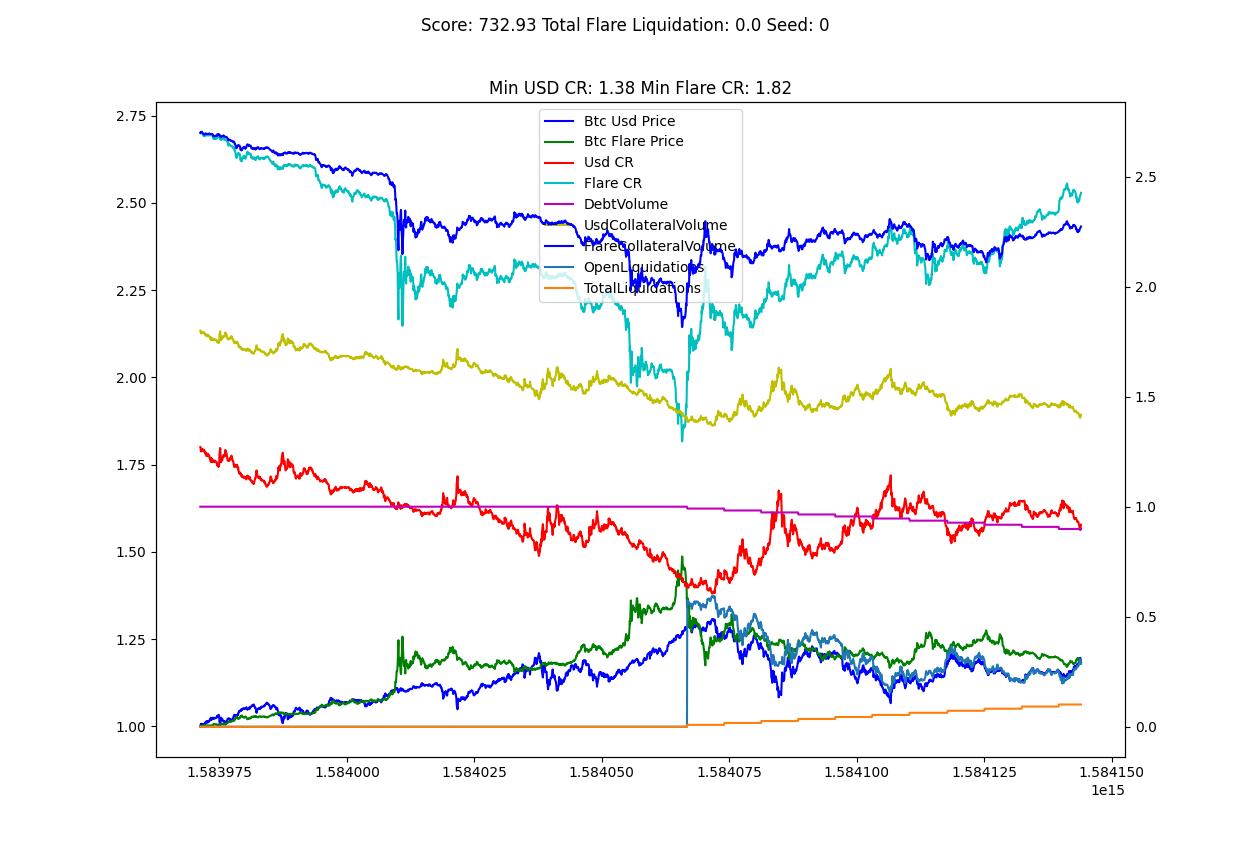 Score: 732.93 Total Flare Liquidation: 0.0 Seed: 0
Min USD CR: 1.38 Min Flare CR: 1.82
Btc Usd Price
Btc Flare Price
Usd CR
Flare CR
DebtVolume
UsdCollateralVolume
FlareCollateralVolume
OpenLiquidations
TotalLiquidations
2.75
2.50
2.25
2.00
1.75
1.50
1.25
1.00
2.5
2.0
1.5
1.0
0.5
0.0
1.583975 1.584000 1.584025 1.584050 1.584075 1.584100 1.584125 1.584150
1e15